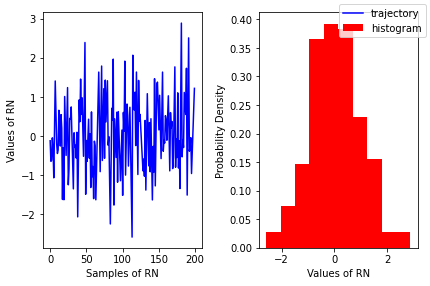 trajectory
histogram
Values of RN
3
2
1
0
−1
−2
0 50 100 150 200
Samples of RN
Probability Density
0.40
0.35
0.30
0.25
0.20
0.15
0.10
0.05
0.00
−2 0 2
Values of RN